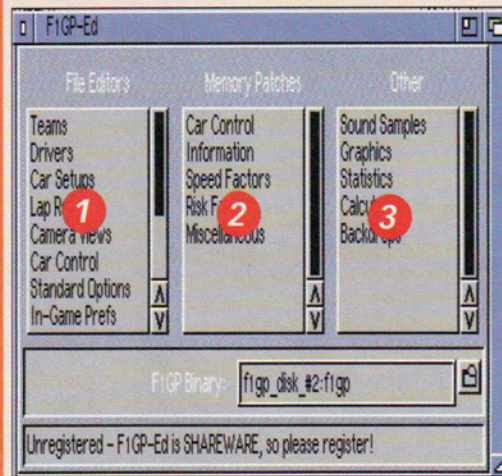 F1GP-Ed
File Editors
Teams
Drivers
Car Setups
Lap
1
Camera Views
Car Control
Standard Options
In-Game Prefs
Memory Patches
Car Control
Information
Speed Factors
Risk
2
Miscellaneous
Other
Sound Samples
Graphics
Statistics
3
F1GP Binary: f1gp_disk_#2:f1gp
Unregistered - F1GP-Ed is SHAREWARE, so please register!